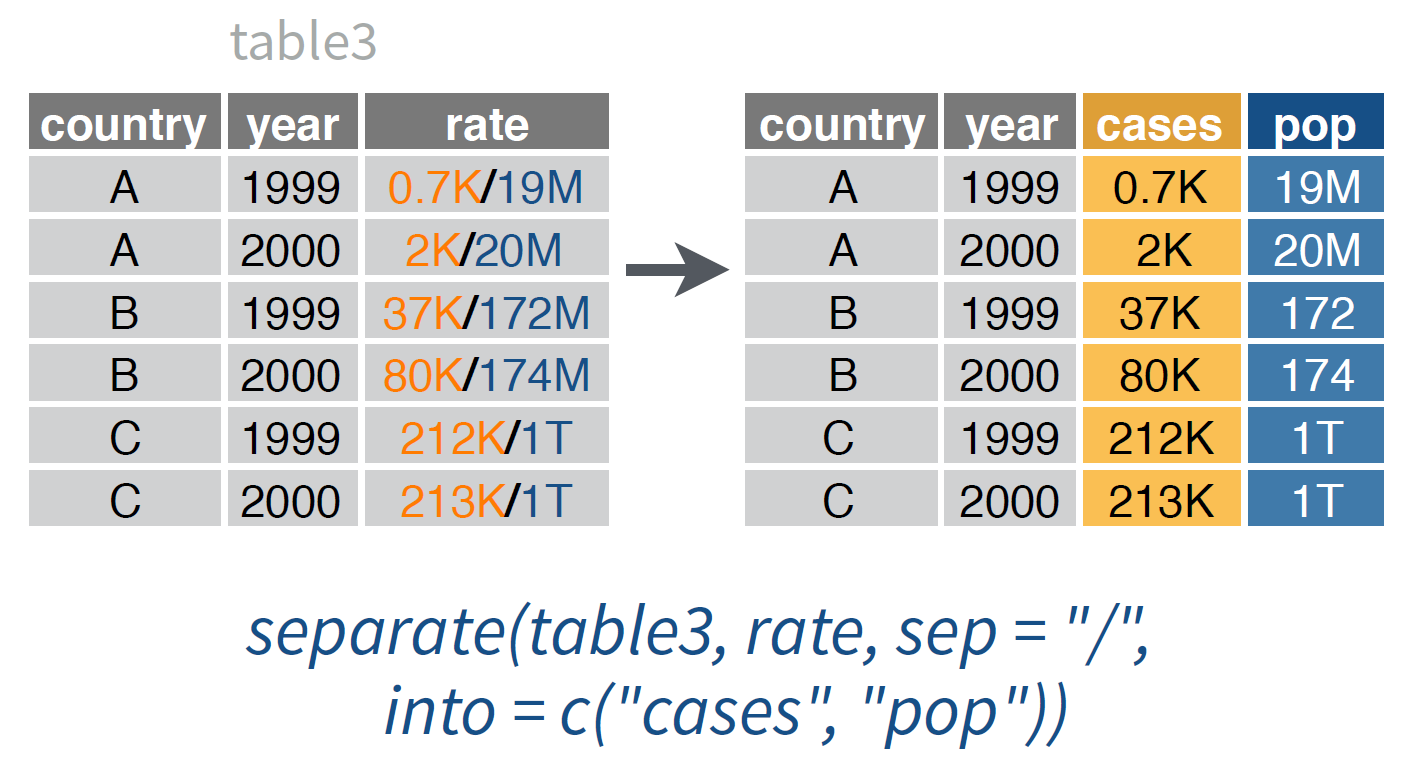 table3
country year rate country year cases pop
A 1999 0.7K/19M A 1999 0.7K 19M
A 2000 2K/20M A 2000 2K 20M
B 1999 37K/172M B 1999 37K 172
B 2000 80K/174M B 2000 80K 174
C 1999 212K/1T C 1999 212K 1T
C 2000 213K/1T C 2000 213K 1T
separate(table3, rate, sep = "/",
into = c("cases", "pop"))